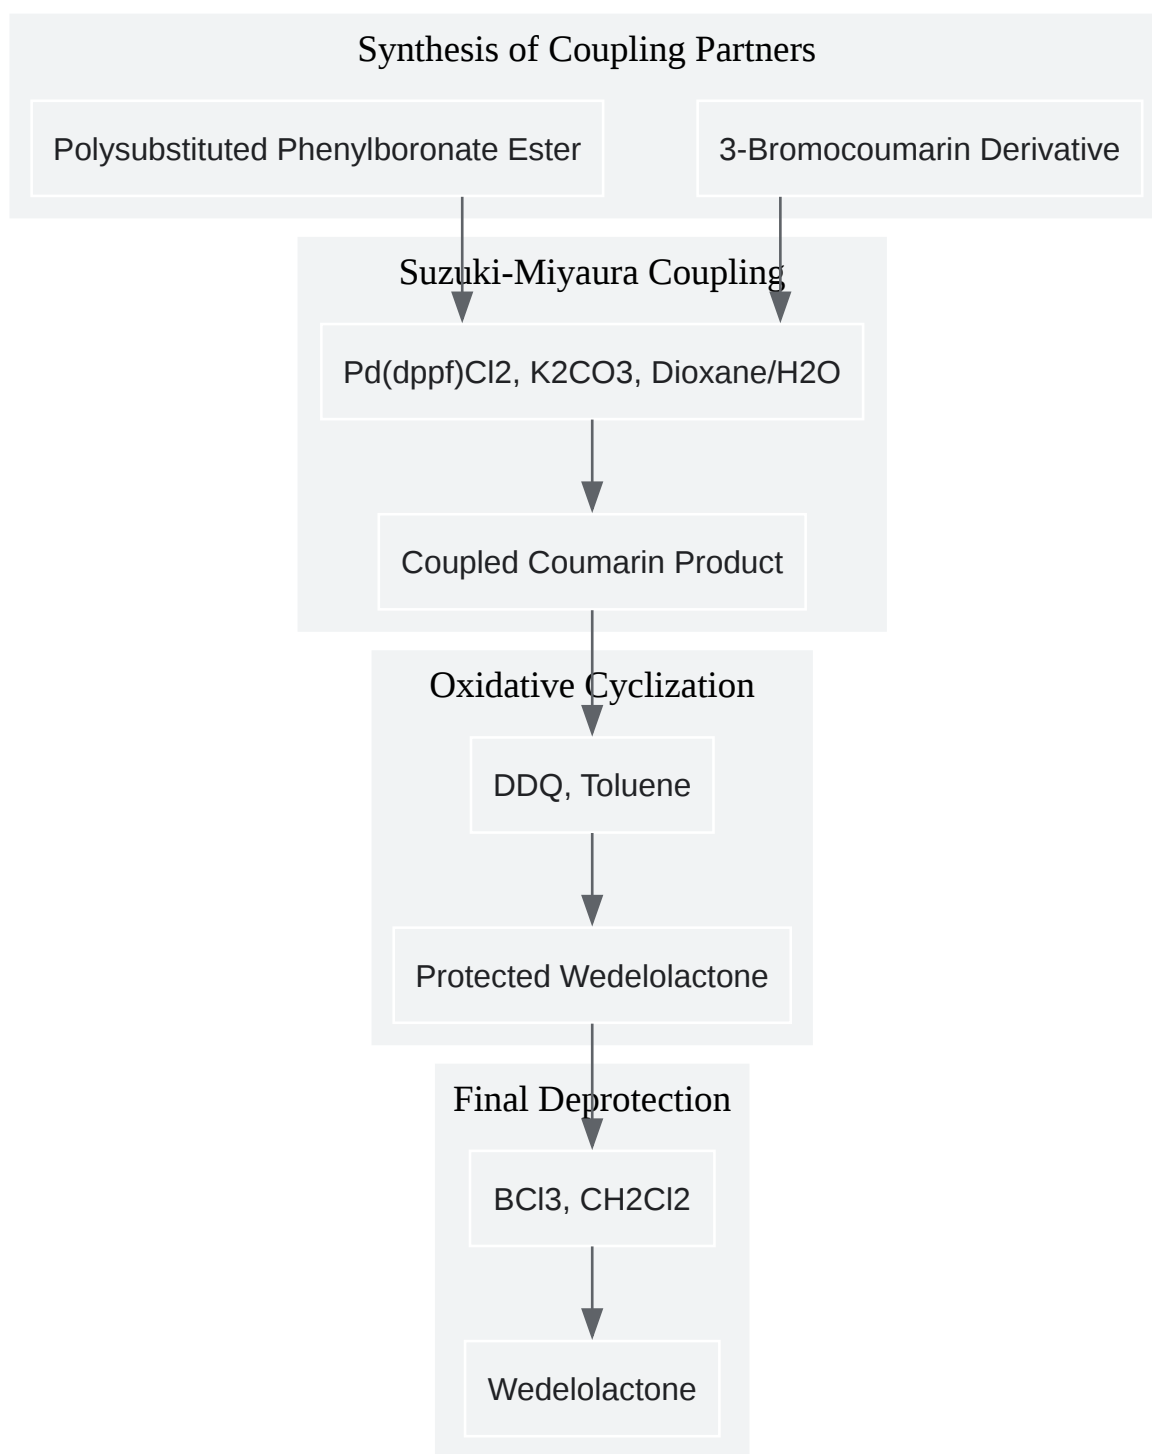 Synthesis of Coupling Partners
Polysubstituted Phenylboronate Ester
3-Bromocoumarin Derivative
Suzuki-Miyaura Coupling
Pd(dppf)Cl2, K2CO3, Dioxane/H2O
Coupled Coumarin Product
Oxidative Cyclization
DDQ, Toluene
Protected Wedelolactone
Final Deprotection
BCl3, CH2Cl2
Wedelolactone